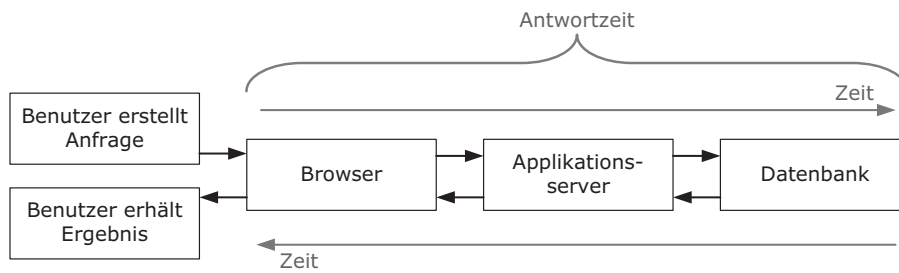 Antwortzeit
Zeit
Benutzer erstellt
Anfrage
Browser
Applikations-
server
Datenbank
Benutzer erhält
Ergebnis
Zeit